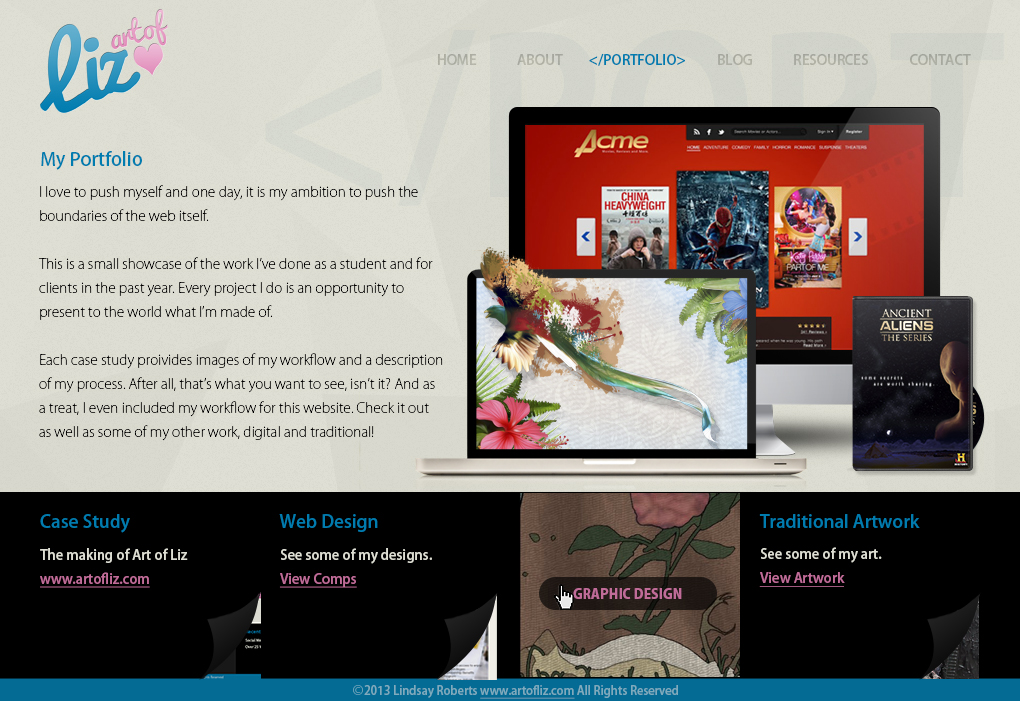 art of
liz
HOME ABOUT </PORTFOLIO> BLOG RESOURCES CONTACT
</PORT
My Portfolio
I love to push myself and one day, it is my ambition to push the
boundaries of the web itself.
This is a small showcase of the work I've done as a student and for
clients in the past year. Every project I do is an opportunity to
present to the world what I'm made of.
Each case study proivides images of my workflow and a description
of my process. After all, that's what you want to see, isn't it? And as
a treat, I even included my workflow for this website. Check it out
as well as some of my other work, digital and traditional!
Acme
Search Movies or Actors...
Sign In
Register
HOME ADVENTURE COMEDY FAMILY HORROR ROMANCE SUSPENSE THEATERS
CHINA
HEAVYWEIGHT
Katy Perry
PART OF ME
Read More
ANCIENT
ALIENS
THE SERIES
some secrets
are worth sharing.
H
Case Study
The making of Art of Liz
www.artofliz.com
Web Design
See some of my designs.
View Comps
GRAPHIC DESIGN
Traditional Artwork
See some of my art.
View Artwork
©2013 Lindsay Roberts www.artofliz.com All Rights Reserved